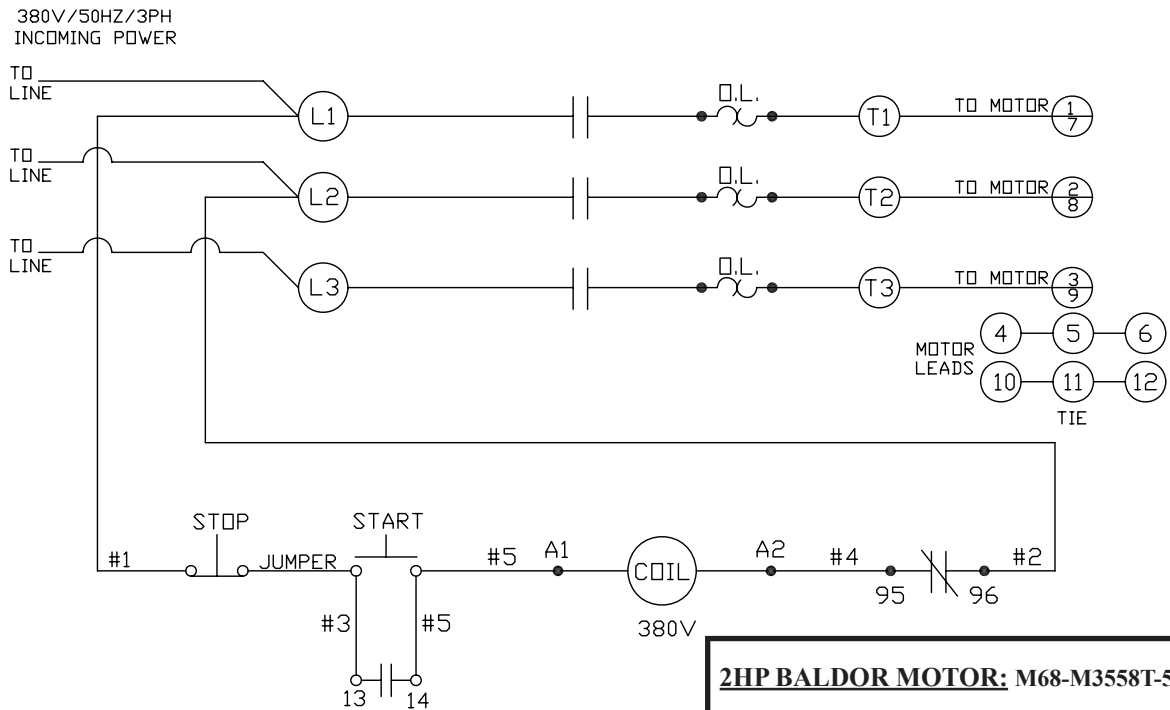 380V/50HZ/3PH
INCOMING POWER
TO
LINE
L1
O.L.
T1
TO MOTOR
1
7
TO
LINE
L2
O.L.
T2
TO MOTOR
2
8
TO
LINE
L3
O.L.
T3
TO MOTOR
3
9
MOTOR
LEADS
4 5 6
10 11 12
TIE
STOP
START
#1
JUMPER
#5
A1
COIL
A2
#4
#2
95
96
380V
#3
#5
13
14
2HP BALDOR MOTOR: M68-M3558T-5